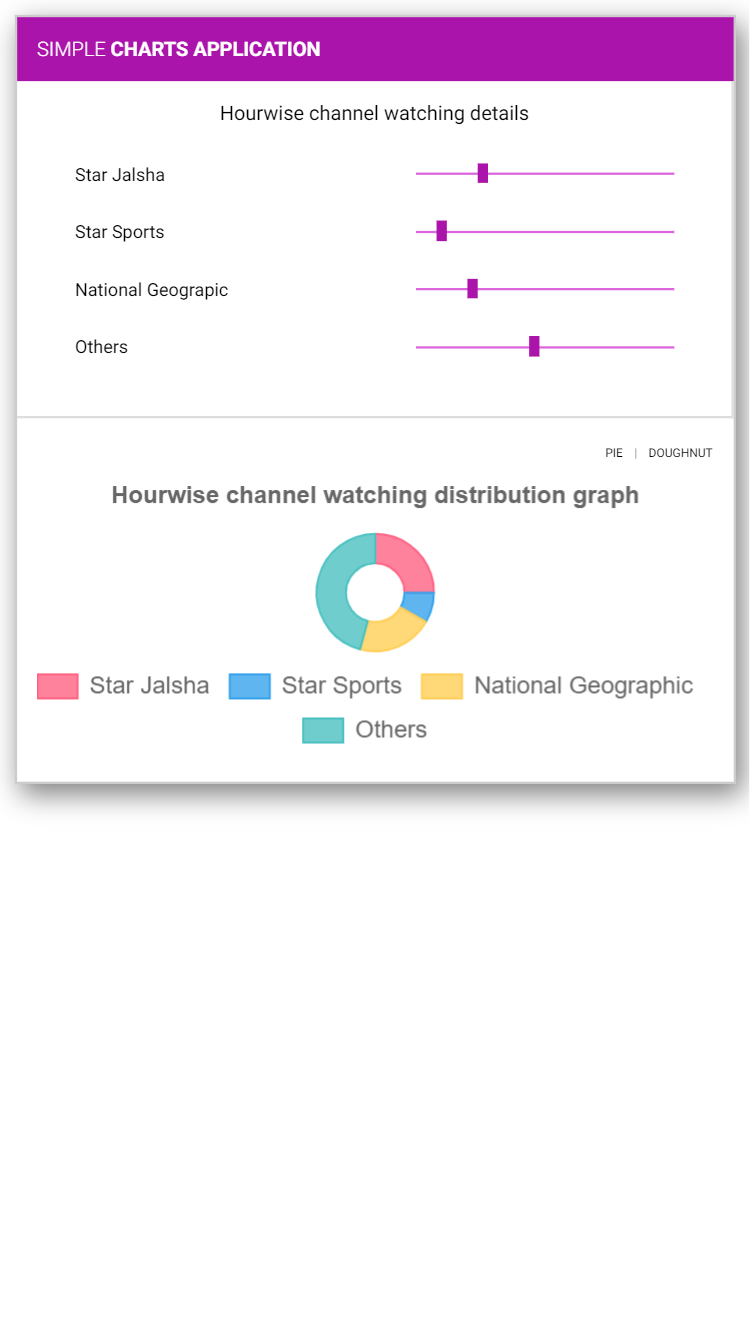 SIMPLE CHARTS APPLICATION
Hourwise channel watching details
Star Jalsha
Star Sports
National Geograpic
Others
PIE | DOUGHNUT
Hourwise channel watching distribution graph
Star Jalsha Star Sports National Geographic
Others